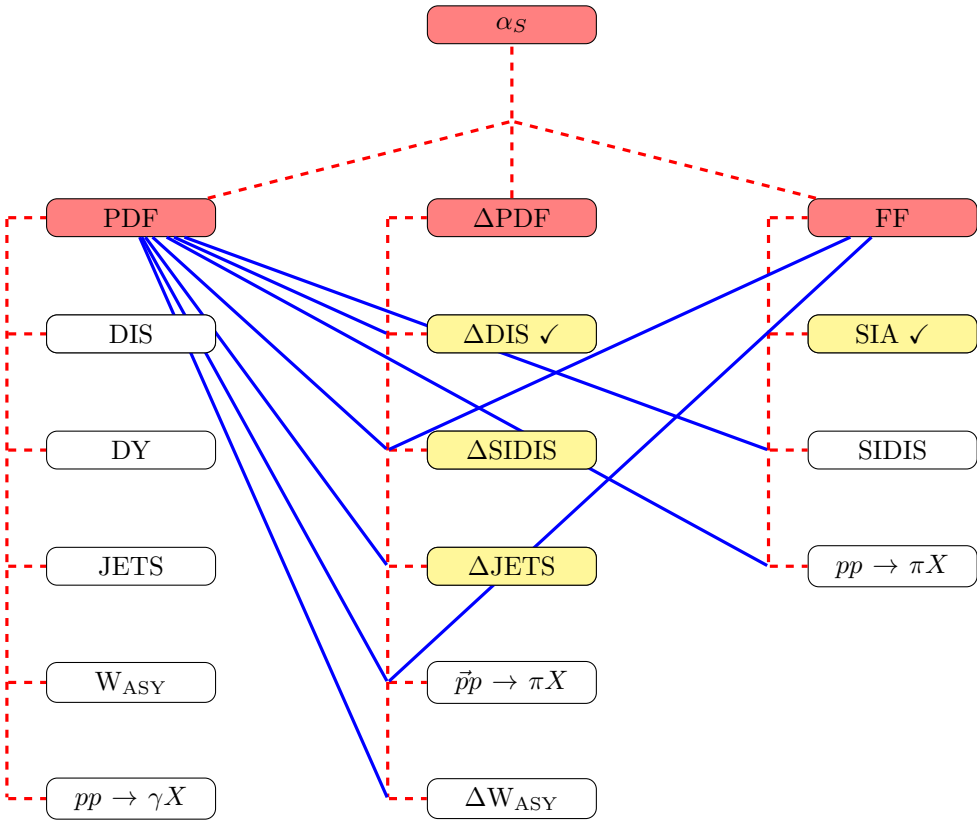 α_S
PDF
ΔPDF
FF
DIS
ΔDIS ✓
SIA ✓
DY
ΔSIDIS
SIDIS
JETS
ΔJETS
pp → πX
W_ASY
p⃗p → πX
pp → γX
ΔW_ASY